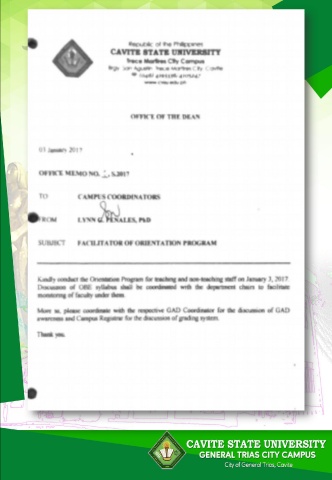 Republic of the Philippines
CAVITE STATE UNIVERSITY
Trece Martires City Campus
Brgy. San Agustin, Trece Martires City, Cavite
www.cvsu.edu.ph
OFFICE OF THE DEAN
03 January 2017
OFFICE MEMO NO. S.2017
TO CAMPUS COORDINATORS
FROM LYNN G. PENALES, PhD
SUBJECT FACILITATOR OF ORIENTATION PROGRAM
Kindly conduct the Orientation Program for teaching and non-teaching staff on January 3, 2017.
Discussion of OBE syllabus shall be coordinated with the department chairs to facilitate
monitoring of faculty under them.
More so, please coordinate with the respective GAD Coordinator for the discussion of GAD
awareness and Campus Registrar for the discussion of grading system.
Thank you.
CAVITE STATE UNIVERSITY
GENERAL TRIAS CITY CAMPUS
City of General Trias, Cavite